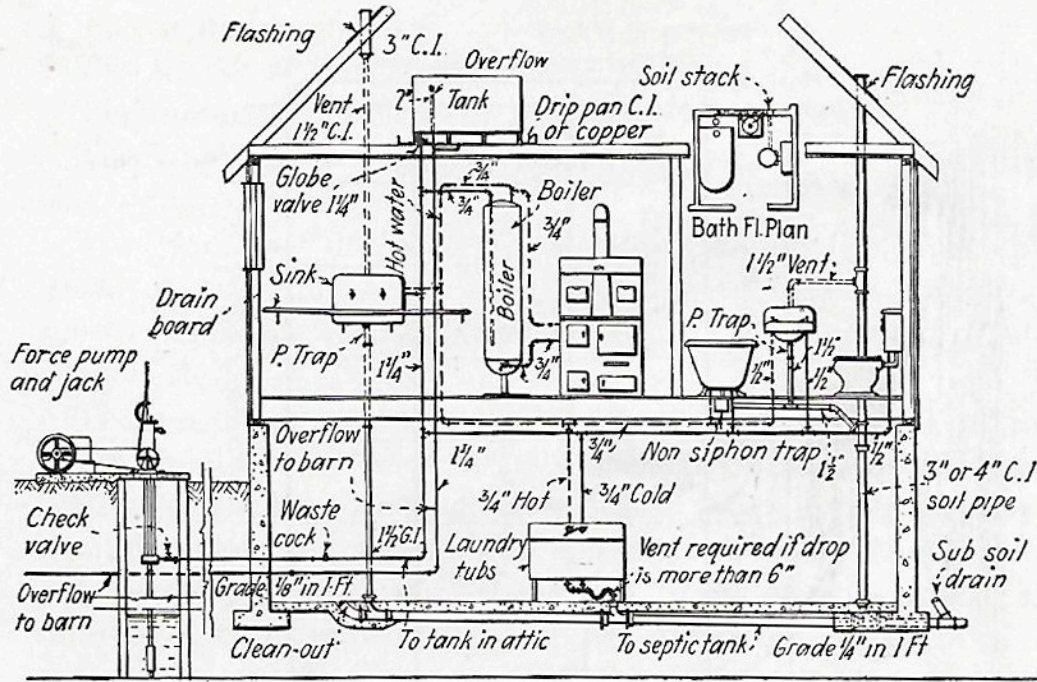 Flashing
3" C.I.
Overflow
Soil stack
Flashing
Vent
1½" C.I.
2"
Tank
Drip pan C.I.
or copper
Globe
valve 1¼"
Hot water
¾"
¾"
Boiler
¾"
Bath Fl. Plan
1½" Vent
Sink
Boiler
Drain
board
P. Trap
1¼"
¾"
P. Trap
½"
1½"
½"
Force pump
and jack
Overflow
to barn
1¼"
¾"
Non siphon trap
1½"
½"
3" or 4" C.I
soil pipe
¾" Hot
¾" Cold
Check
valve
Waste
cock
1½ G.I.
Laundry
tubs
Vent required if drop
is more than 6"
Sub soil
drain
Overflow
to barn
Grade ⅛" in 1-Ft.
Clean-out
To tank in attic
To septic tank
Grade ¼" in 1 Ft